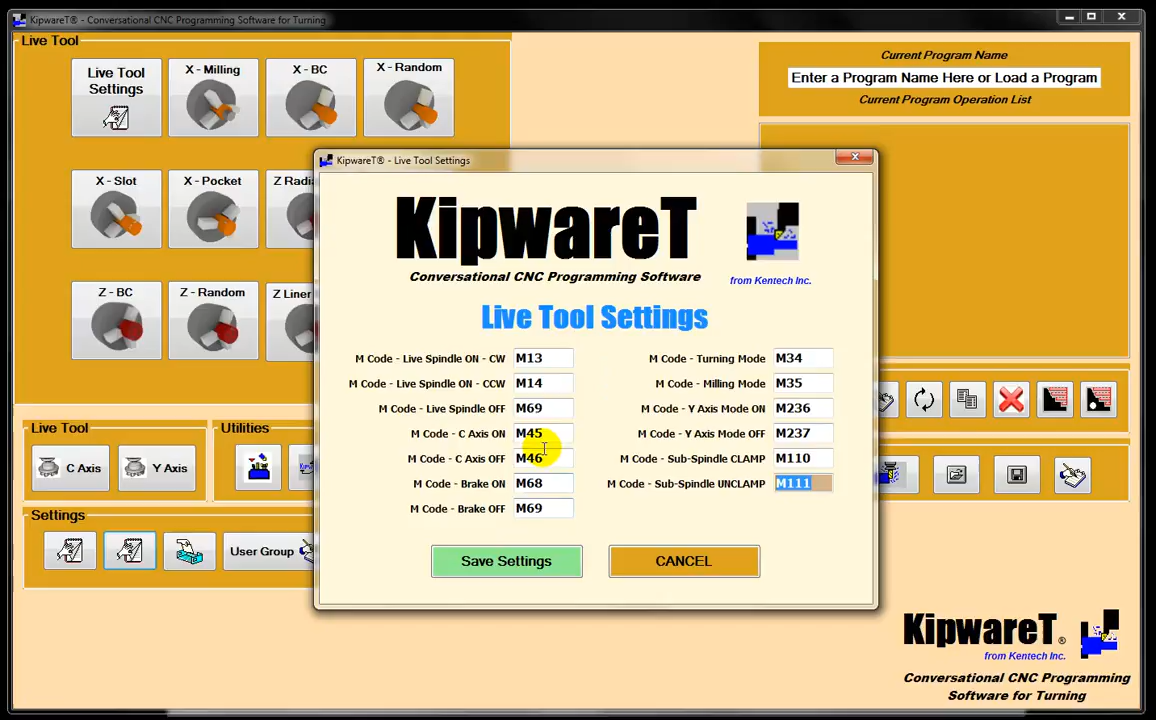 KipwareT® - Conversational CNC Programming Software for Turning
Live Tool
Live Tool
Settings
X - Milling
X - BC
X - Random
X - Slot
X - Pocket
Z Radi
Z - BC
Z - Random
Z Liner
Current Program Name
Enter a Program Name Here or Load a Program
Current Program Operation List
KipwareT® - Live Tool Settings
KipwareT
Conversational CNC Programming Software
from Kentech Inc.
Live Tool Settings
M Code - Live Spindle ON - CW M13
M Code - Live Spindle ON - CCW M14
M Code - Live Spindle OFF M69
M Code - C Axis ON M45
M Code - C Axis OFF M46
M Code - Brake ON M68
M Code - Brake OFF M69
M Code - Turning Mode M34
M Code - Milling Mode M35
M Code - Y Axis Mode ON M236
M Code - Y Axis Mode OFF M237
M Code - Sub-Spindle CLAMP M110
M Code - Sub-Spindle UNCLAMP M111
Save Settings
CANCEL
Live Tool
C Axis
Y Axis
Utilities
Settings
User Group
KipwareT®
from Kentech Inc.
Conversational CNC Programming
Software for Turning